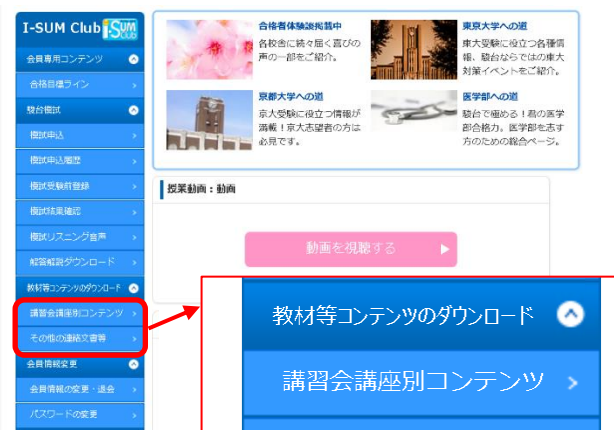 I-SUM Club
会員専用コンテンツ
合格目標ライン
駿台模試
模試申込
模試申込履歴
模試受験前登録
模試結果確認
模試リスニング音声
解答解説ダウンロード
教材等コンテンツのダウンロード
講習会講座別コンテンツ
その他の連絡文書等
会員情報変更
会員情報の変更・退会
パスワードの変更
合格者体験談掲載中
各校舎に続々届く喜びの
声の一部をご紹介。
東京大学への道
東大受験に役立つ各種情
報、駿台ならではの東大
対策イベントをご紹介。
京都大学への道
京大受験に役立つ情報が
満載！京大志望者の方は
必見です。
医学部への道
駿台で極める！君の医学
部合格力。医学部を志す
方のための総合ページ。
授業動画：動画
動画を視聴する
教材等コンテンツのダウンロード
講習会講座別コンテンツ